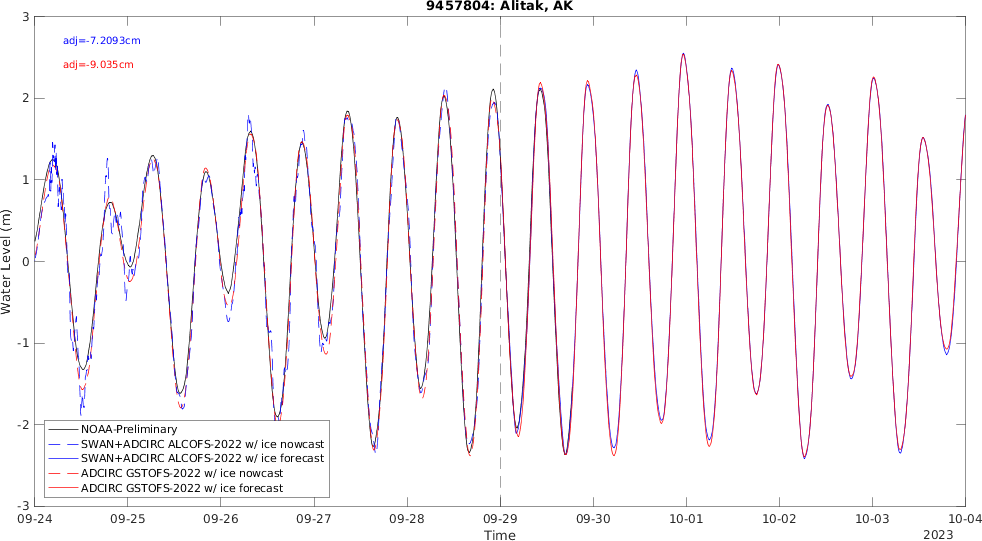 9457804: Alitak, AK
adj=-7.2093cm
adj=-9.035cm
3
2
1
0
-1
-2
-3
Water Level (m)
NOAA-Preliminary
SWAN+ADCIRC ALCOFS-2022 w/ ice nowcast
SWAN+ADCIRC ALCOFS-2022 w/ ice forecast
ADCIRC GSTOFS-2022 w/ ice nowcast
ADCIRC GSTOFS-2022 w/ ice forecast
09-24 09-25 09-26 09-27 09-28 09-29 09-30 10-01 10-02 10-03 10-04
Time
2023